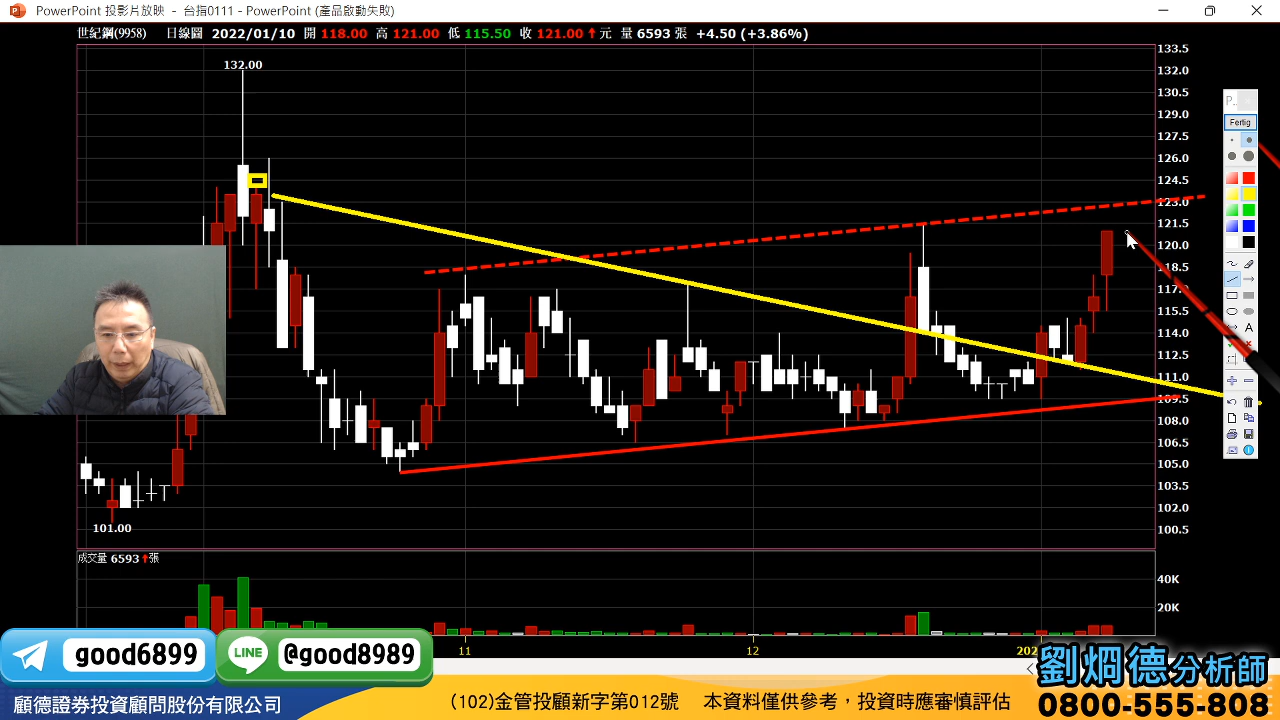 PowerPoint 投影片放映 - 台指0111 - PowerPoint (產品啟動失敗)
世紀鋼(9958) 日線圖 2022/01/10 開 118.00 高 121.00 低 115.50 收 121.00 ↑ 元 量 6593 張 +4.50 (+3.86%)
133.5
132.0
130.5
129.0
127.5
126.0
124.5
123.0
121.5
120.0
118.5
117.
115.5
114.0
112.5
111.0
109.5
108.0
106.5
105.0
103.5
102.0
100.5
132.00
101.00
Fertig
A
成交量 6593 ↑張
40K
20K
11
12
202
good6899
LINE
@good8989
劉炯德分析師
0800-555-808
顧德證券投資顧問股份有限公司
(102)金管投顧新字第012號 本資料僅供參考，投資時應審慎評估